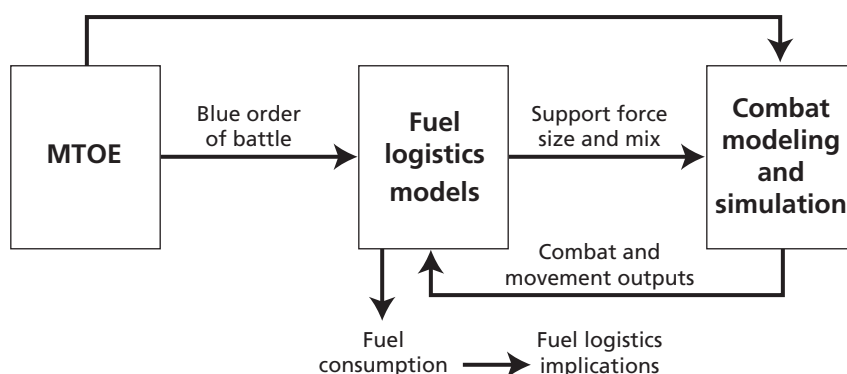 MTOE
Blue order
of battle
Fuel
logistics
models
Support force
size and mix
Combat
modeling
and
simulation
Combat and
movement outputs
Fuel
consumption
Fuel logistics
implications